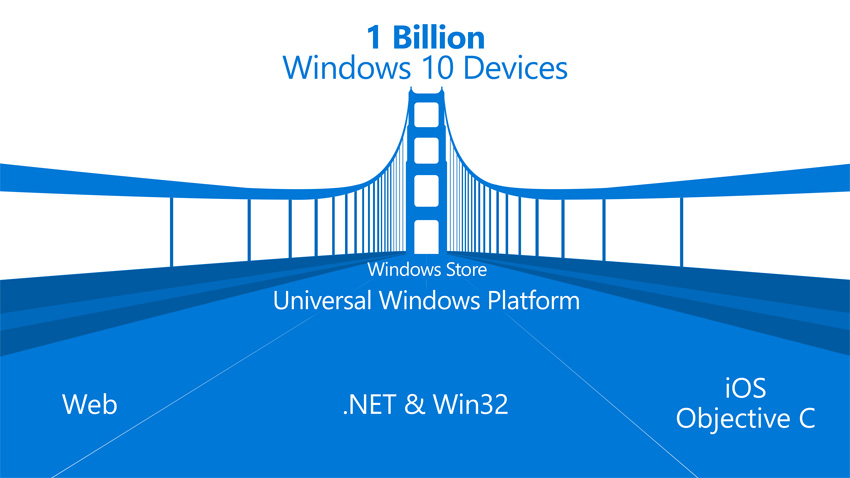 1 Billion
Windows 10 Devices
Windows Store
Universal Windows Platform
Web
.NET & Win32
iOS
Objective C